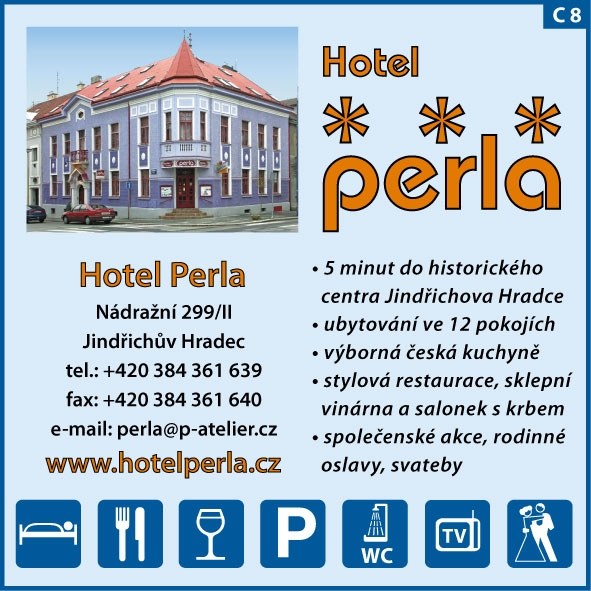 C 8
Hotel
* * *
perla
perla
Hotel Perla
Nádražní 299/II
Jindřichův Hradec
tel.: +420 384 361 639
fax: +420 384 361 640
e-mail: perla@p-atelier.cz
www.hotelperla.cz
• 5 minut do historického
centra Jindřichova Hradce
• ubytování ve 12 pokojích
• výborná česká kuchyně
• stylová restaurace, sklepní
vinárna a salonek s krbem
• společenské akce, rodinné
oslavy, svateby
P
WC
TV